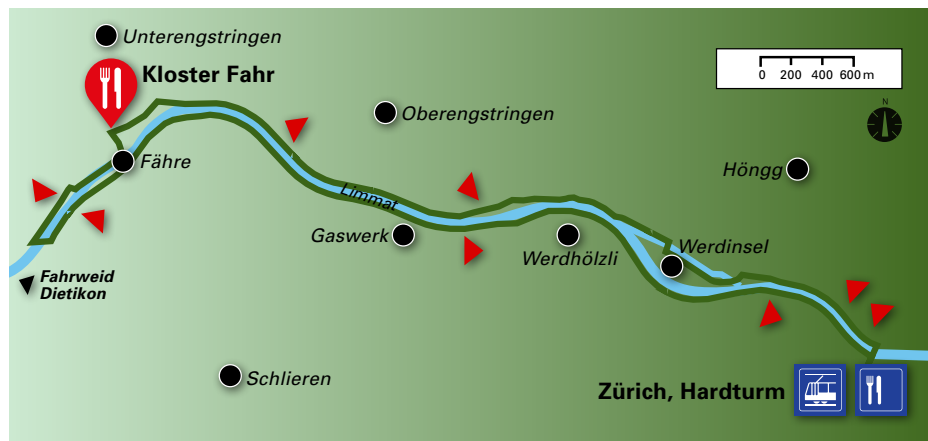 Unterengstringen
Kloster Fahr
0 200 400 600 m
Oberengstringen
Fähre
Höngg
Limmat
Gaswerk
Werdhölzli
Werdinsel
Fahrweid
Dietikon
Schlieren
Zürich, Hardturm
N